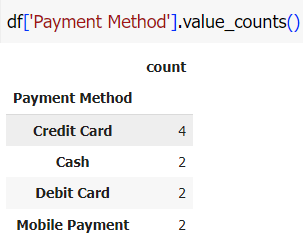 df['Payment Method'].value_counts()
count
Payment Method
Credit Card 4
Cash 2
Debit Card 2
Mobile Payment 2